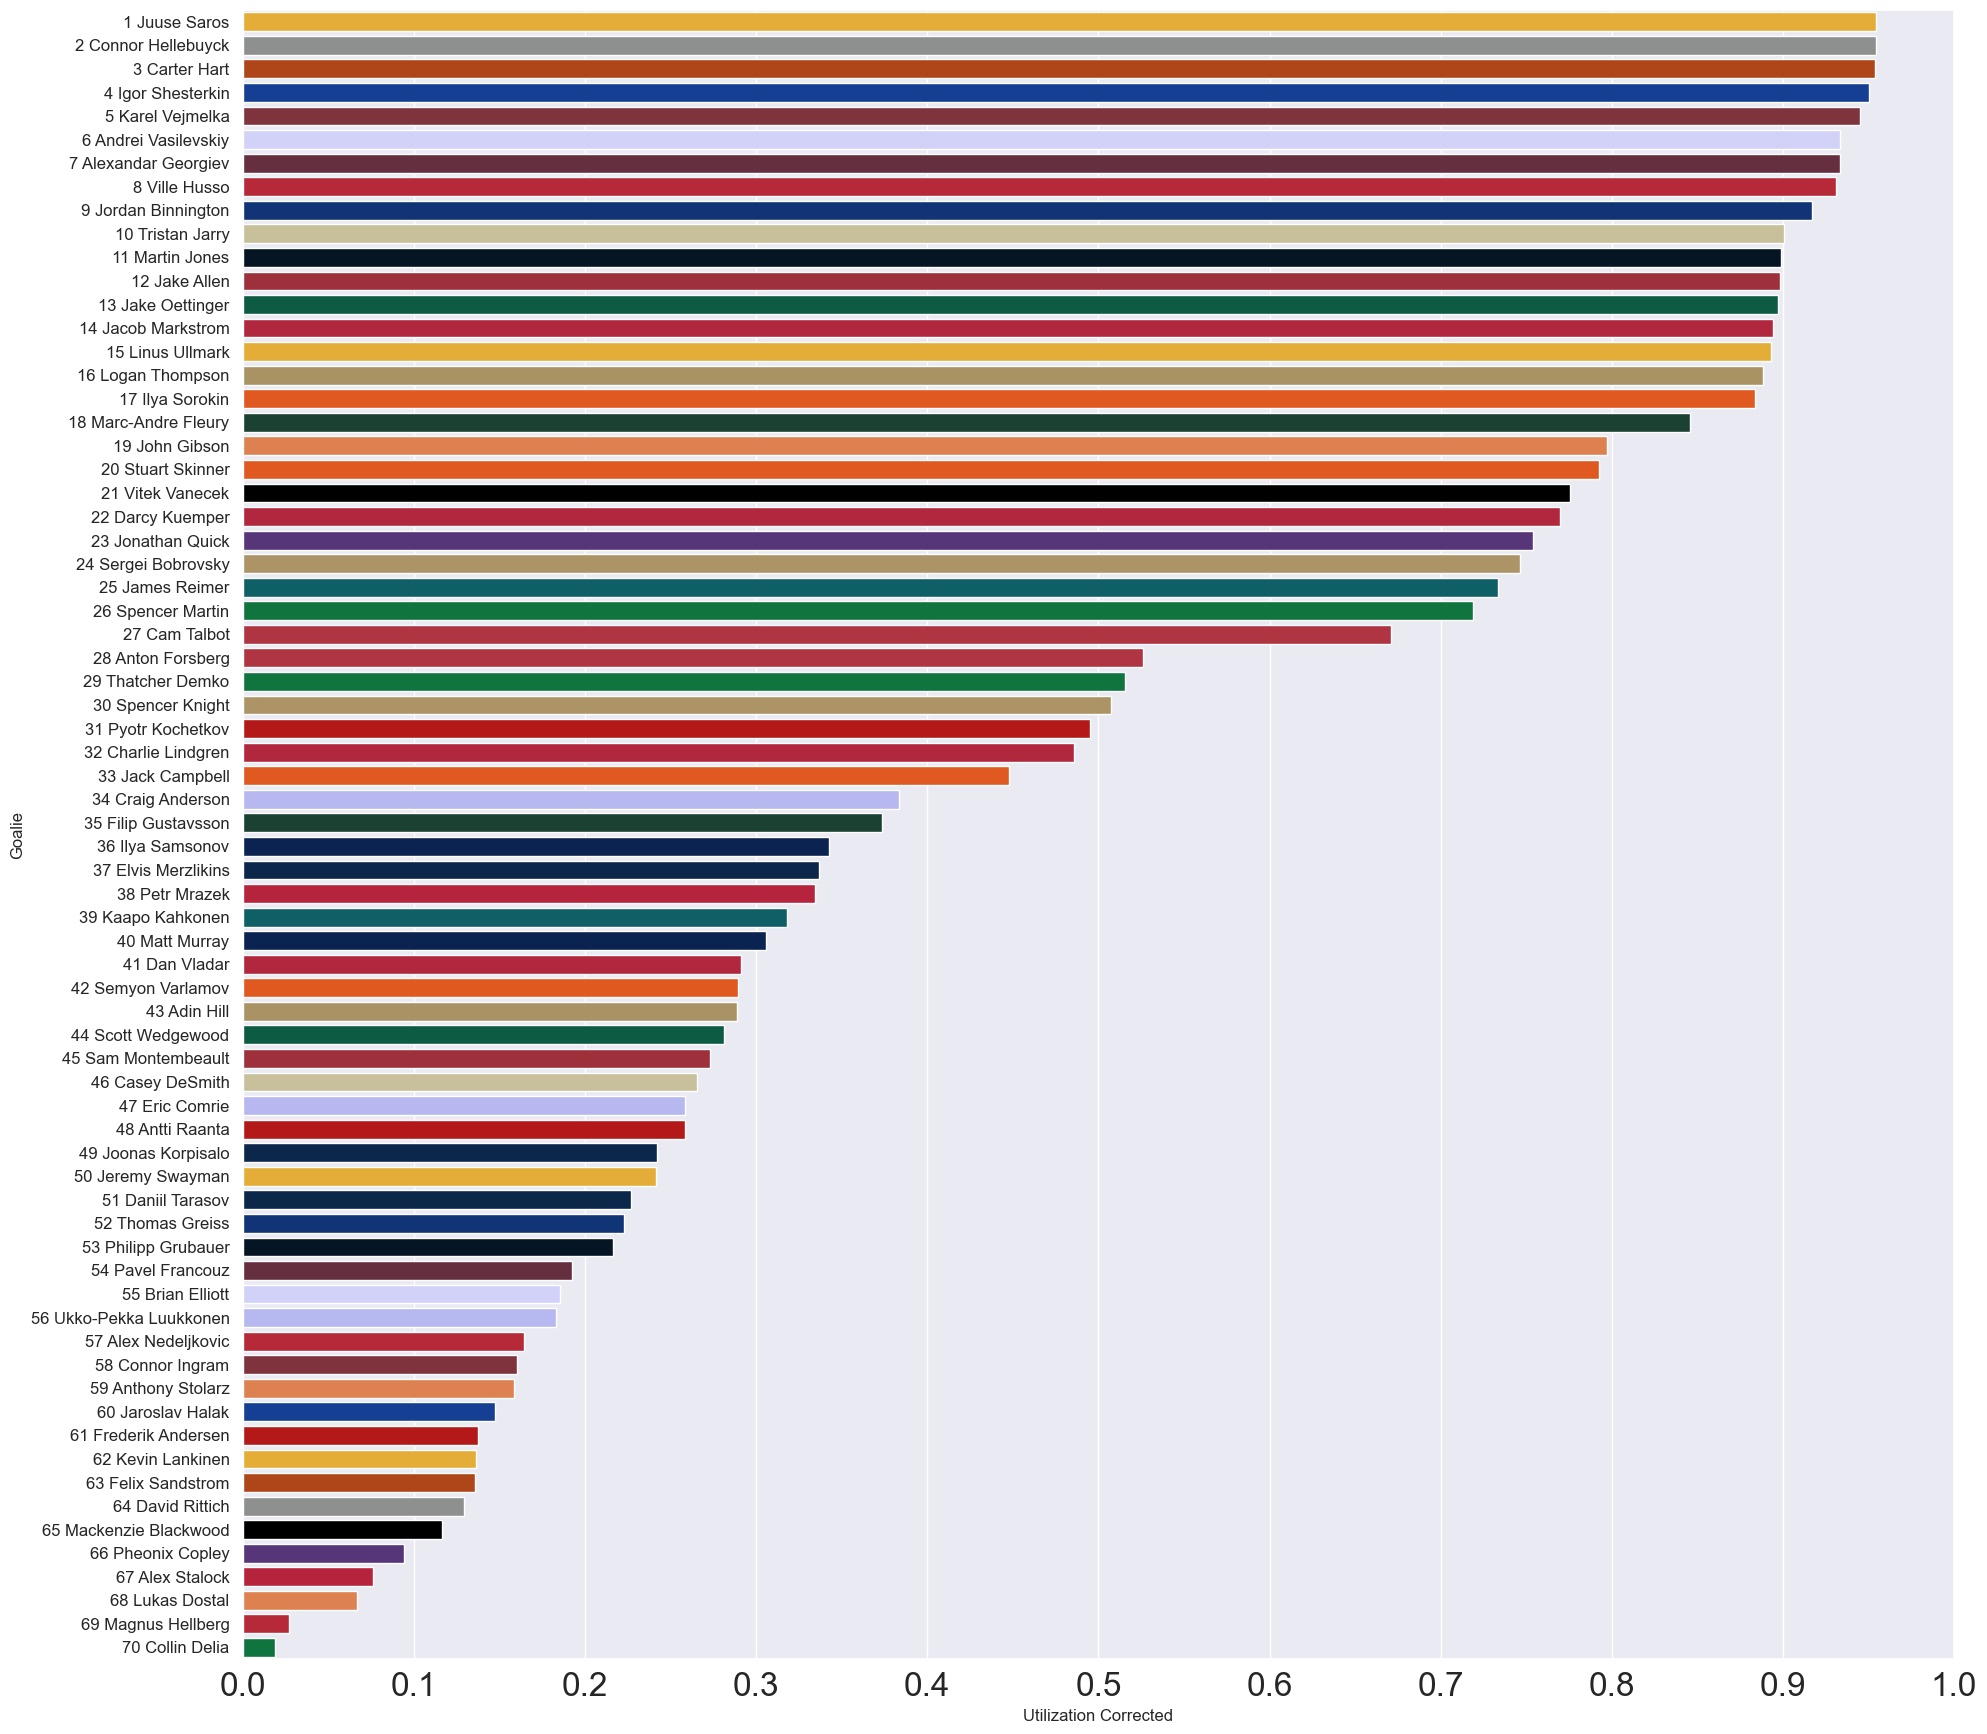 1 Juuse Saros
2 Connor Hellebuyck
3 Carter Hart
4 Igor Shesterkin
5 Karel Vejmelka
6 Andrei Vasilevskiy
7 Alexandar Georgiev
8 Ville Husso
9 Jordan Binnington
10 Tristan Jarry
11 Martin Jones
12 Jake Allen
13 Jake Oettinger
14 Jacob Markstrom
15 Linus Ullmark
16 Logan Thompson
17 Ilya Sorokin
18 Marc-Andre Fleury
19 John Gibson
20 Stuart Skinner
21 Vitek Vanecek
22 Darcy Kuemper
23 Jonathan Quick
24 Sergei Bobrovsky
25 James Reimer
26 Spencer Martin
27 Cam Talbot
28 Anton Forsberg
29 Thatcher Demko
30 Spencer Knight
31 Pyotr Kochetkov
32 Charlie Lindgren
33 Jack Campbell
34 Craig Anderson
35 Filip Gustavsson
36 Ilya Samsonov
37 Elvis Merzlikins
38 Petr Mrazek
39 Kaapo Kahkonen
40 Matt Murray
41 Dan Vladar
42 Semyon Varlamov
43 Adin Hill
44 Scott Wedgewood
45 Sam Montembeault
46 Casey DeSmith
47 Eric Comrie
48 Antti Raanta
49 Joonas Korpisalo
50 Jeremy Swayman
51 Daniil Tarasov
52 Thomas Greiss
53 Philipp Grubauer
54 Pavel Francouz
55 Brian Elliott
56 Ukko-Pekka Luukkonen
57 Alex Nedeljkovic
58 Connor Ingram
59 Anthony Stolarz
60 Jaroslav Halak
61 Frederik Andersen
62 Kevin Lankinen
63 Felix Sandstrom
64 David Rittich
65 Mackenzie Blackwood
66 Pheonix Copley
67 Alex Stalock
68 Lukas Dostal
69 Magnus Hellberg
70 Collin Delia
Goalie
0.0 0.1 0.2 0.3 0.4 0.5 0.6 0.7 0.8 0.9 1.0
Utilization Corrected